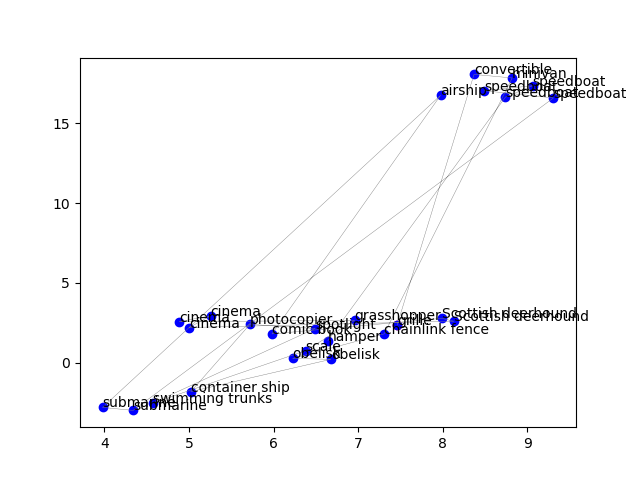 convertible
minivan
speedboat
airship
speedboat
speedboat
speedboat
15
10
5
cinema
cinema
cinema
photocopier
comic book
spotlight
grasshopper
grille
Scottish deerhound
Scottish deerhound
chainlink fence
hamper
scale
obelisk
obelisk
0
container ship
swimming trunks
submarine
submarine
4 5 6 7 8 9